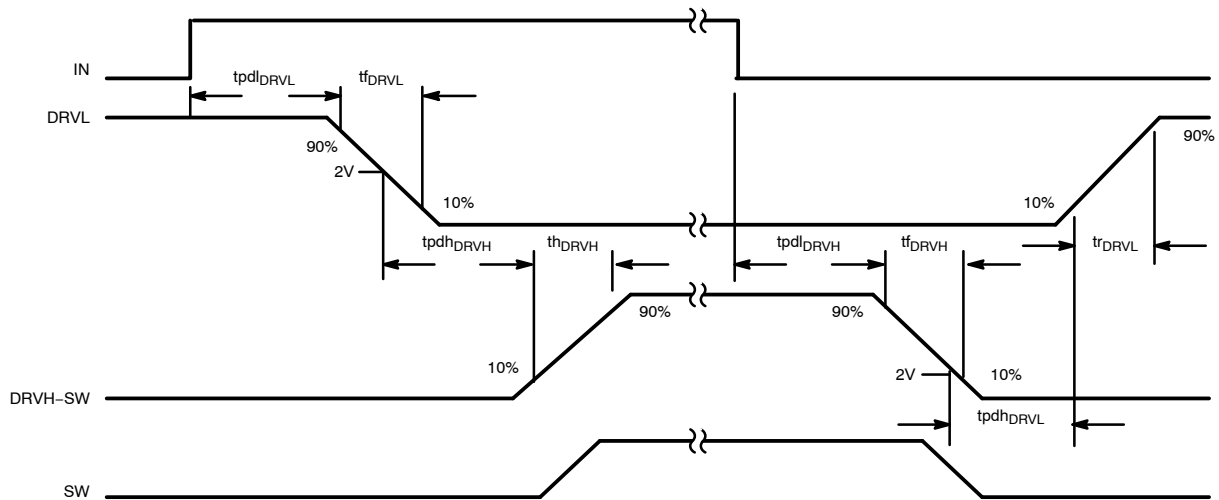 IN
tpdlDRVL
tfDRVL
DRVL
90%
90%
2V
10%
10%
tpdhDRVH
thDRVH
tpdlDRVH
tfDRVH
trDRVL
90%
90%
10%
2V
10%
DRVH–SW
tpdhDRVL
SW